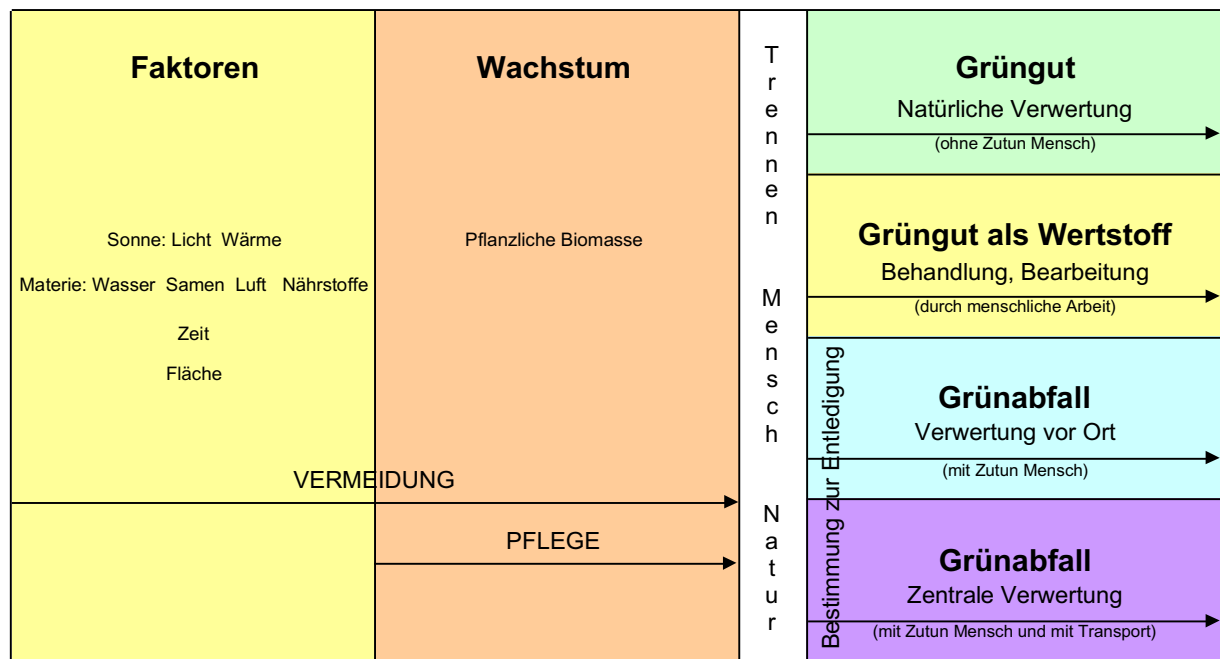 Faktoren
Sonne: Licht Wärme
Materie: Wasser Samen Luft Nährstoffe
Zeit
Fläche
VERMEIDUNG
Wachstum
Pflanzliche Biomasse
PFLEGE
Trennen Mensch Natur
Grüngut
Natürliche Verwertung
(ohne Zutun Mensch)
Grüngut als Wertstoff
Behandlung, Bearbeitung
(durch menschliche Arbeit)
Bestimmung zur Entledigung
Grünabfall
Verwertung vor Ort
(mit Zutun Mensch)
Grünabfall
Zentrale Verwertung
(mit Zutun Mensch und mit Transport)